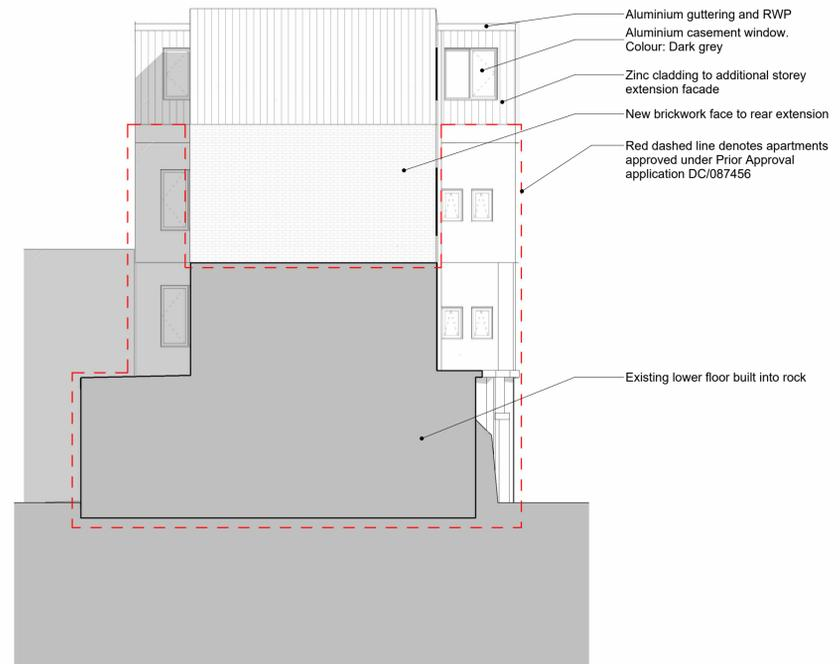 Aluminium guttering and RWP
Aluminium casement window.
Colour: Dark grey
Zinc cladding to additional storey
extension facade
New brickwork face to rear extension
Red dashed line denotes apartments
approved under Prior Approval
application DC/087456
Existing lower floor built into rock